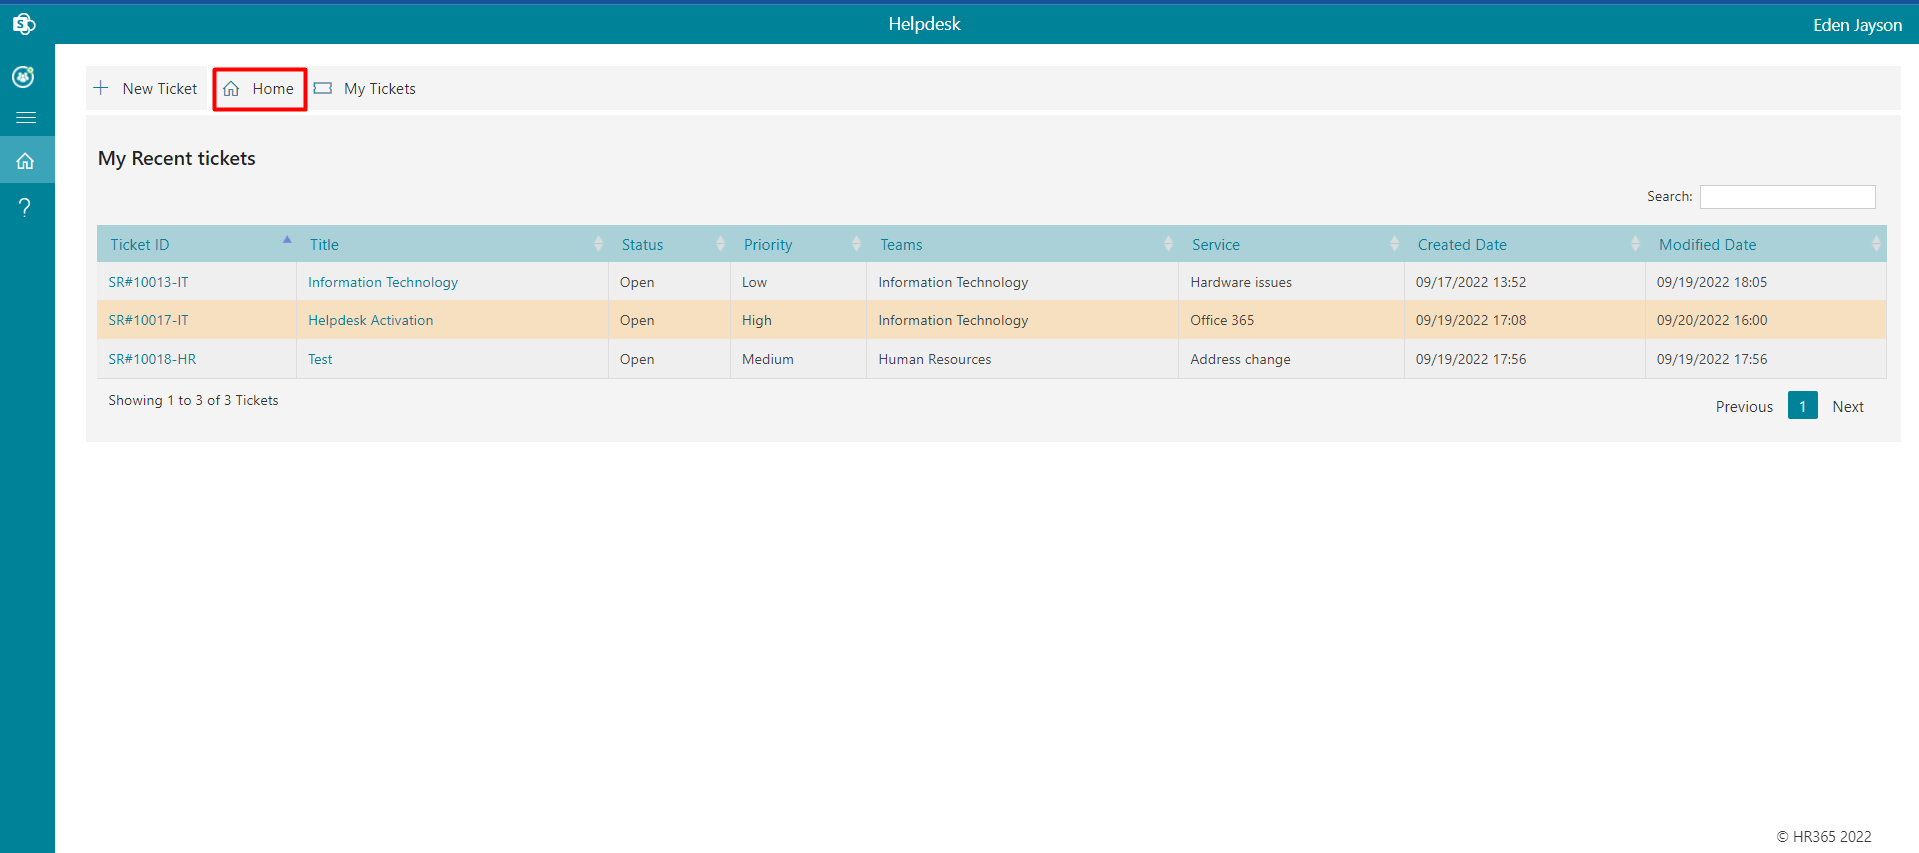 S
Helpdesk
Eden Jayson
New Ticket Home My Tickets
My Recent tickets
Search:
Ticket ID Title Status Priority Teams Service Created Date Modified Date
SR#10013-IT Information Technology Open Low Information Technology Hardware issues 09/17/2022 13:52 09/19/2022 18:05
SR#10017-IT Helpdesk Activation Open High Information Technology Office 365 09/19/2022 17:08 09/20/2022 16:00
SR#10018-HR Test Open Medium Human Resources Address change 09/19/2022 17:56 09/19/2022 17:56
Showing 1 to 3 of 3 Tickets
Previous 1 Next
© HR365 2022